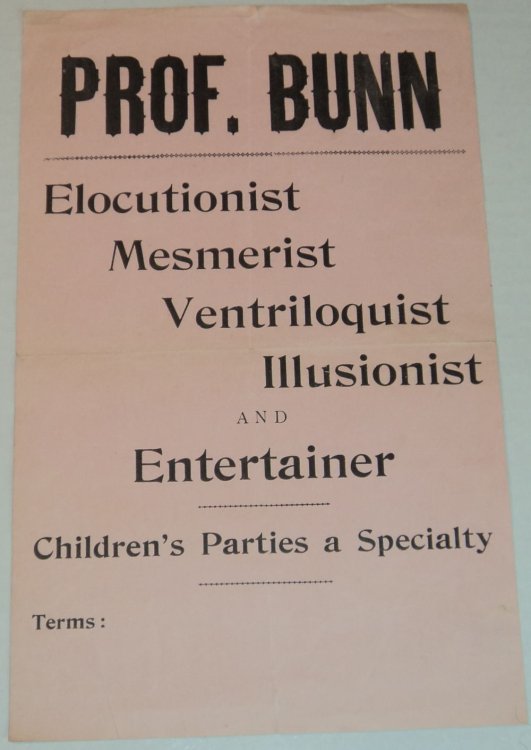 PROF. BUNN
Elocutionist
Mesmerist
Ventriloquist
Illusionist
AND
Entertainer
Children's Parties a Specialty
Terms: